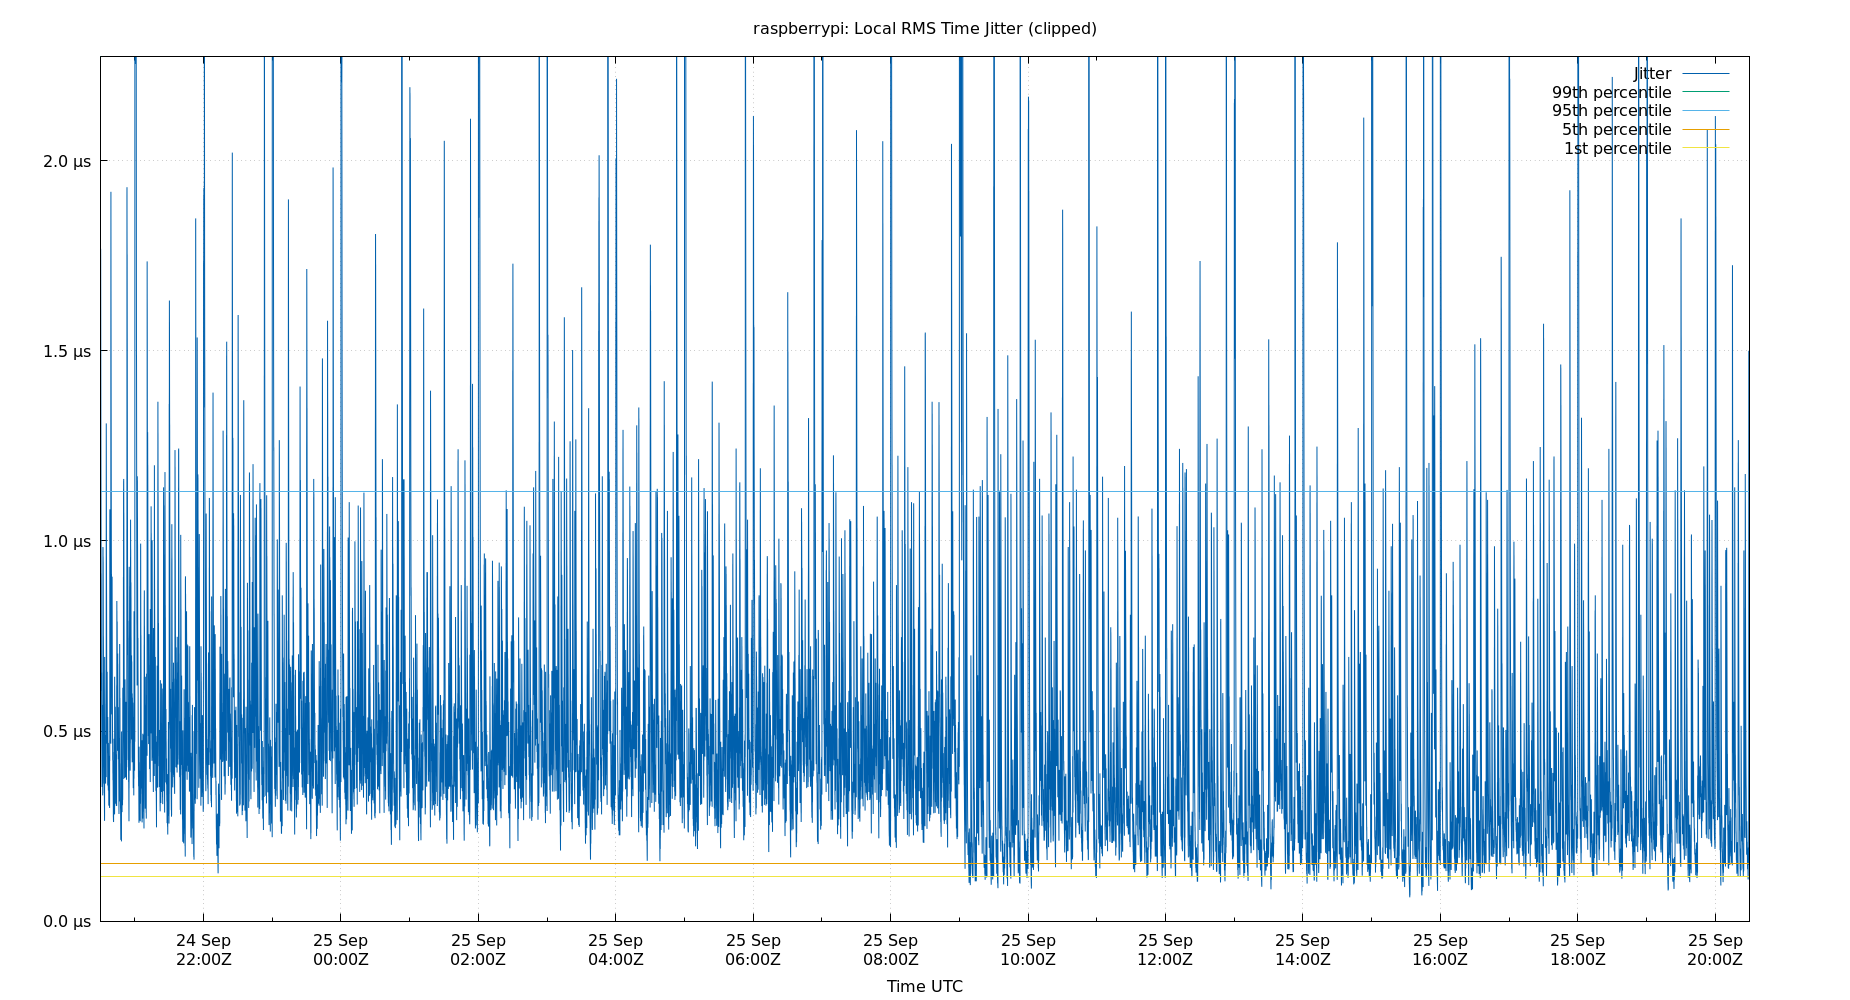 raspberrypi: Local RMS Time Jitter (clipped)
Jitter
99th percentile
95th percentile
5th percentile
1st percentile
2.0 µs
1.5 µs
1.0 µs
0.5 µs
0.0 µs
24 Sep 25 Sep 25 Sep 25 Sep 25 Sep 25 Sep 25 Sep 25 Sep 25 Sep 25 Sep 25 Sep 25 Sep
22:00Z 00:00Z 02:00Z 04:00Z 06:00Z 08:00Z 10:00Z 12:00Z 14:00Z 16:00Z 18:00Z 20:00Z
Time UTC